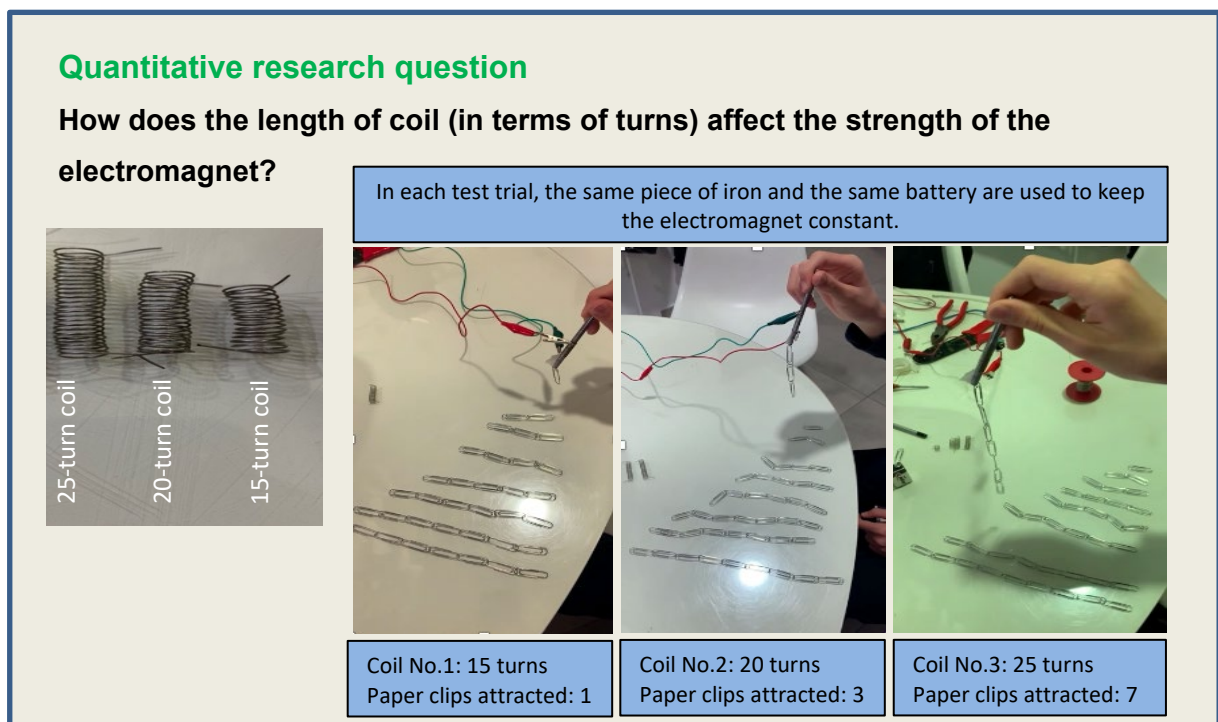 Quantitative research question
How does the length of coil (in terms of turns) affect the strength of the
electromagnet?
In each test trial, the same piece of iron and the same battery are used to keep
the electromagnet constant.
25-turn coil
20-turn coil
15-turn coil
Coil No.1: 15 turns
Paper clips attracted: 1
Coil No.2: 20 turns
Paper clips attracted: 3
Coil No.3: 25 turns
Paper clips attracted: 7